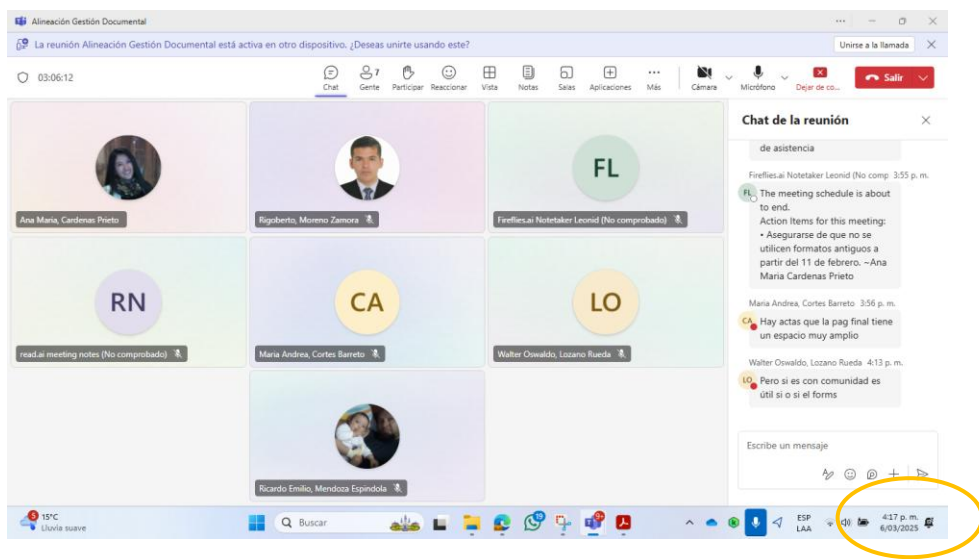 Alineación Gestión Documental
La reunión Alineación Gestión Documental está activa en otro dispositivo. ¿Deseas unirte usando este?
Unirse a la llamada
03:06:12
Chat
7
Gente
Participar
Reaccionar
Vista
Notas
Salas
Aplicaciones
Más
Cámara
Micrófono
Dejar de co...
Salir
Ana Maria, Cardenas Prieto
Rigoberto, Moreno Zamora
FL
Fireflies.ai Notetaker Leonid (No comprobado)
RN
read.ai meeting notes (No comprobado)
CA
Maria Andrea, Cortes Barreto
LO
Walter Oswaldo, Lozano Rueda
Ricardo Emilio, Mendoza Espindola
Chat de la reunión
de asistencia
Fireflies.ai Notetaker Leonid (No comp 3:55 p. m.
FL
The meeting schedule is about
to end.
Action Items for this meeting:
• Asegurarse de que no se
utilicen formatos antiguos a
partir del 11 de febrero. ~Ana
Maria Cardenas Prieto
Maria Andrea, Cortes Barreto 3:56 p. m.
CA
Hay actas que la pag final tiene
un espacio muy amplio
Walter Oswaldo, Lozano Rueda 4:13 p. m.
LO
Pero si es con comunidad es
útil si o si el forms
Escribe un mensaje
5
15°C
Lluvia suave
Buscar
ESP
LAA
4:17 p. m.
6/03/2025